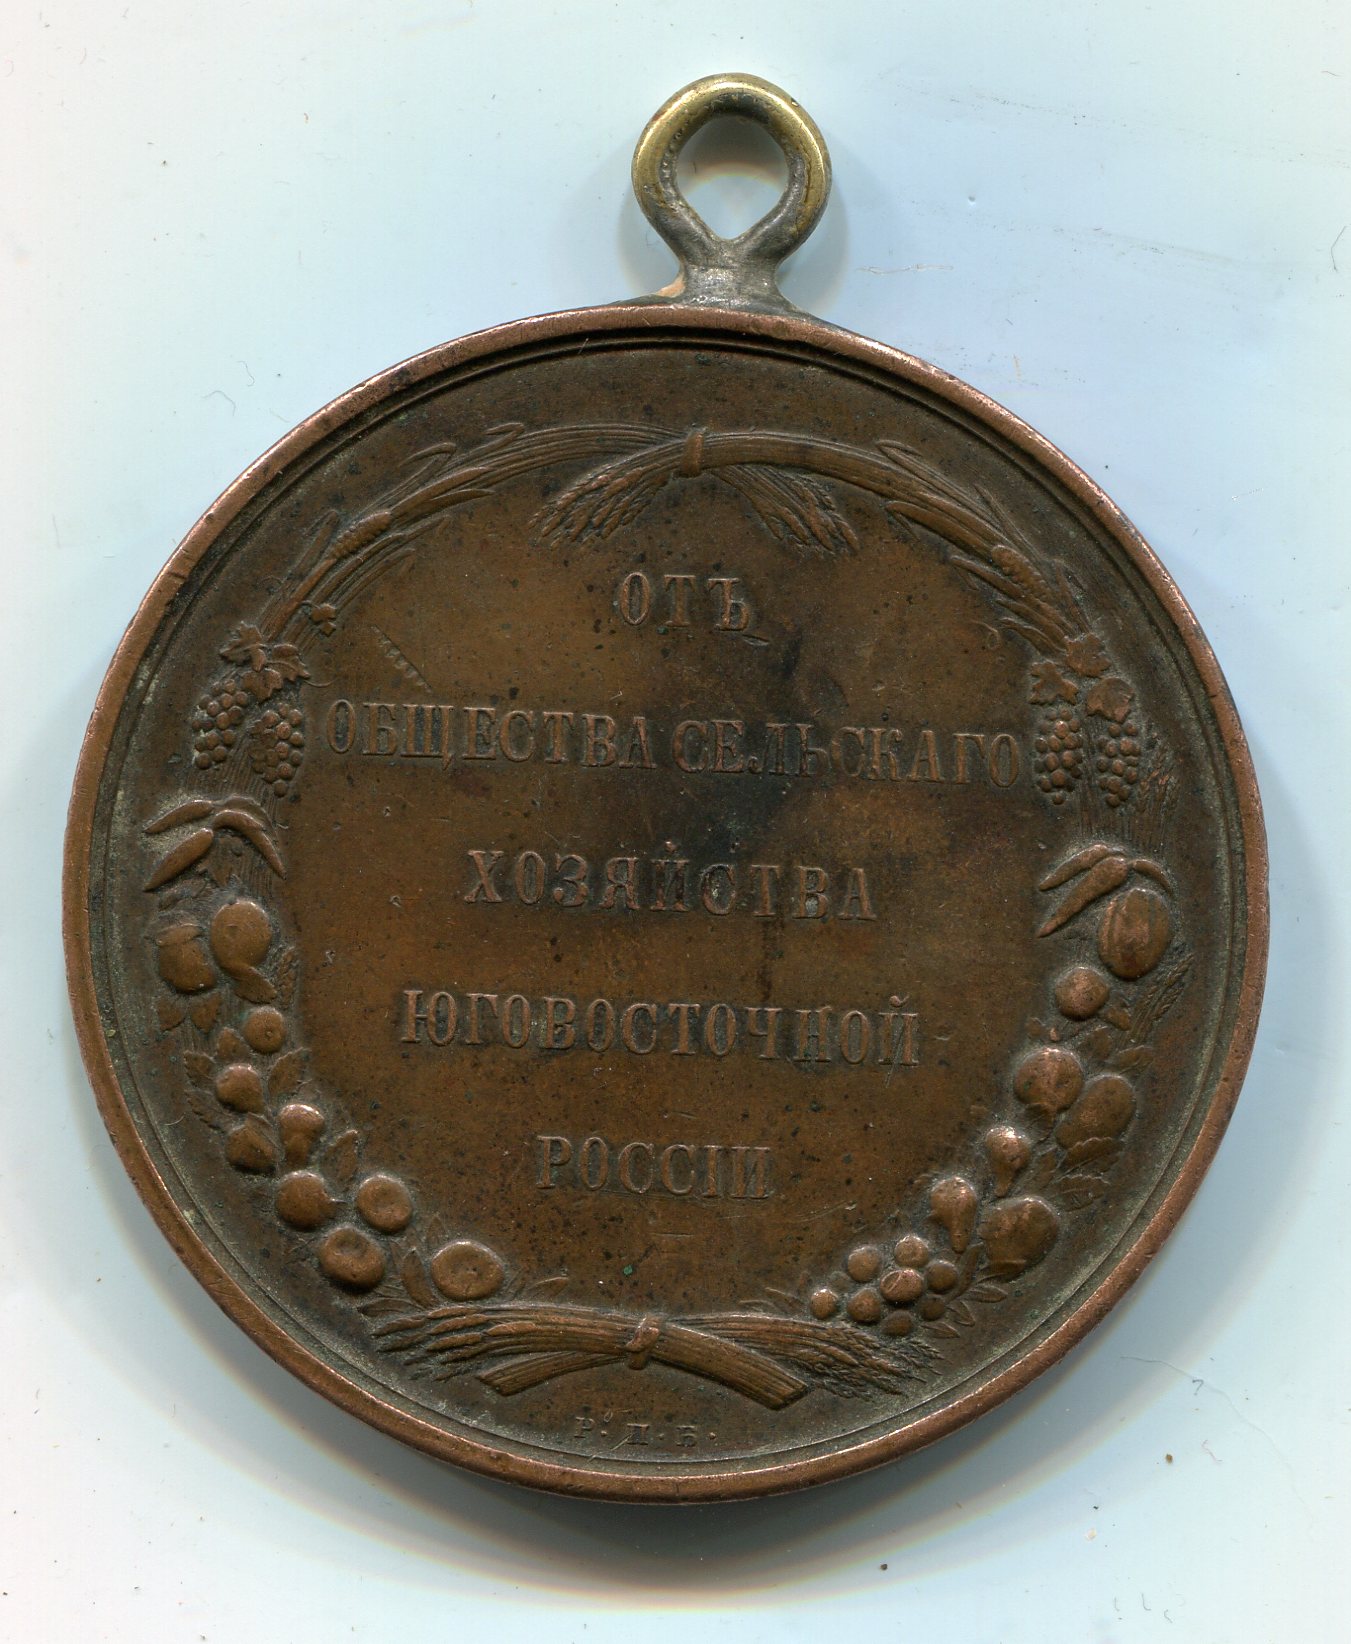 ОТЪ
ОБЩЕСТВА СЕЛЬСКАГО
ХОЗЯЙСТВА
ЮГОВОСТОЧНОЙ
РОССІИ
Р. П. Б.